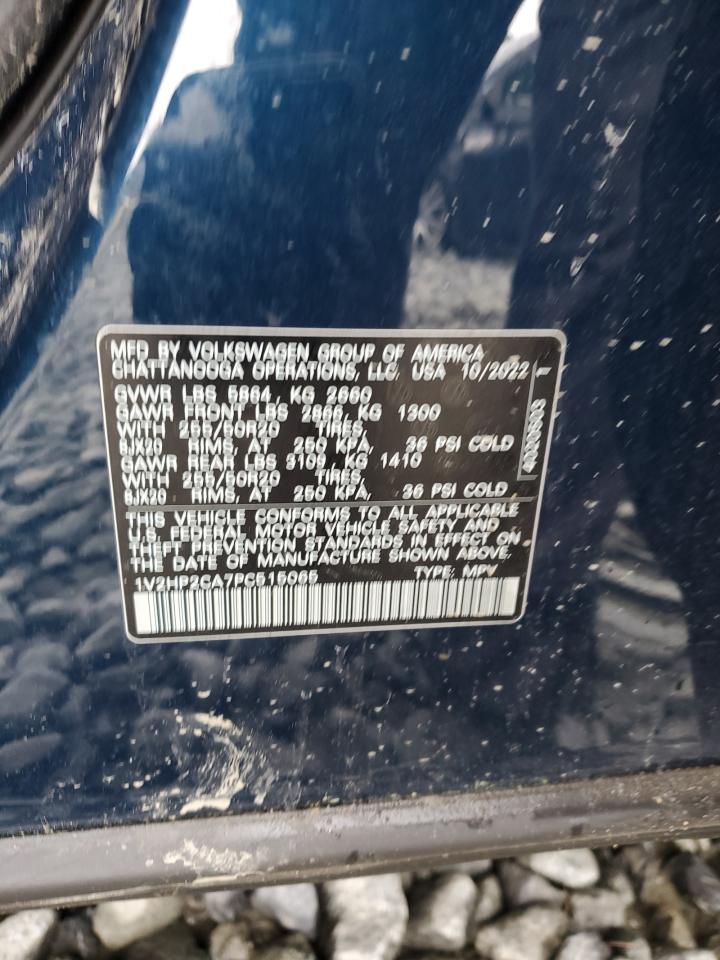 MFD BY VOLKSWAGEN GROUP OF AMERICA
CHATTANOOGA OPERATIONS, LLC. USA 10/2022
GVWR LBS 5864, KG 2660
GAWR FRONT LBS 2866, KG 1300
WITH 255/50R20 TIRES,
8JX20 RIMS, AT 250 KPA, 36 PSI COLD
GAWR REAR LBS 3109, KG 1410
WITH 255/50R20 TIRES,
8JX20 RIMS, AT 250 KPA, 36 PSI COLD
THIS VEHICLE CONFORMS TO ALL APPLICABLE
U.S. FEDERAL MOTOR VEHICLE SAFETY AND
THEFT PREVENTION STANDARDS IN EFFECT ON
THE DATE OF MANUFACTURE SHOWN ABOVE.
1V2HP2CA7PC515065 TYPE: MPV